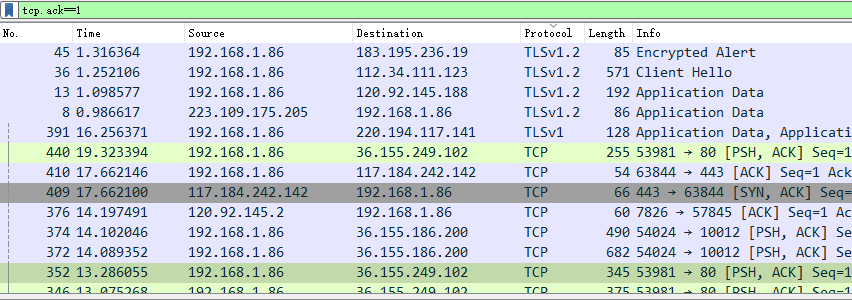 tcp.ack==1
No. Time Source Destination Protocol Length Info
45 1.316364 192.168.1.86 183.195.236.19 TLSv1.2 85 Encrypted Alert
36 1.252106 192.168.1.86 112.34.111.123 TLSv1.2 571 Client Hello
13 1.098577 192.168.1.86 120.92.145.188 TLSv1.2 192 Application Data
8 0.986617 223.109.175.205 192.168.1.86 TLSv1.2 86 Application Data
391 16.256371 192.168.1.86 220.194.117.141 TLSv1 128 Application Data, Applicati
440 19.323394 192.168.1.86 36.155.249.102 TCP 255 53981 → 80 [PSH, ACK] Seq=1
410 17.662146 192.168.1.86 117.184.242.142 TCP 54 63844 → 443 [ACK] Seq=1 Ack
409 17.662100 117.184.242.142 192.168.1.86 TCP 66 443 → 63844 [SYN, ACK] Seq=
376 14.197491 120.92.145.2 192.168.1.86 TCP 60 7826 → 57845 [ACK] Seq=1 Ac
374 14.102046 192.168.1.86 36.155.186.200 TCP 490 54024 → 10012 [PSH, ACK] Se
372 14.089352 192.168.1.86 36.155.186.200 TCP 682 54024 → 10012 [PSH, ACK] Se
352 13.286055 192.168.1.86 36.155.249.102 TCP 345 53981 → 80 [PSH, ACK] Seq=1
346 13.075268 192.168.1.86 36.155.249.102 TCP 375 53981 → 80 [PSH, ACK] Seq=1